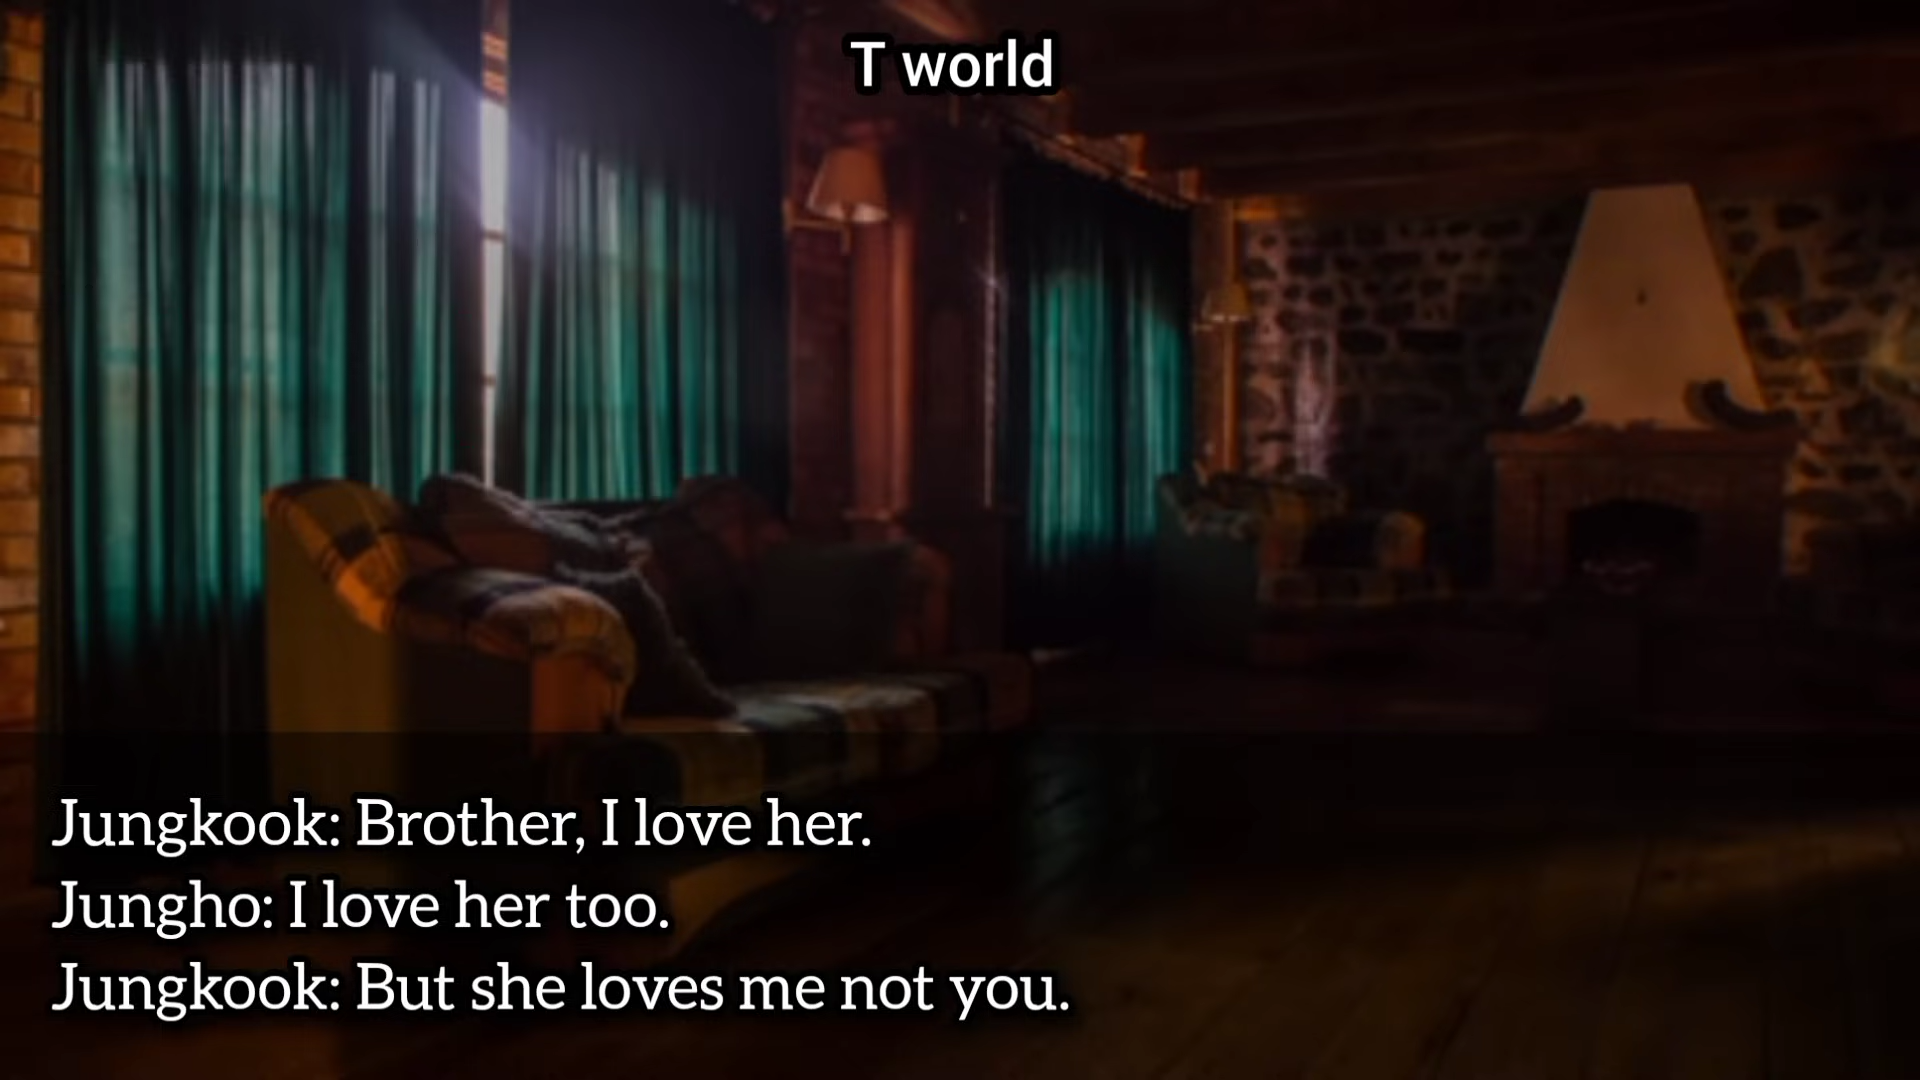 T world
Jungkook: Brother, I love her.
Jungho: I love her too.
Jungkook: But she loves me not you.